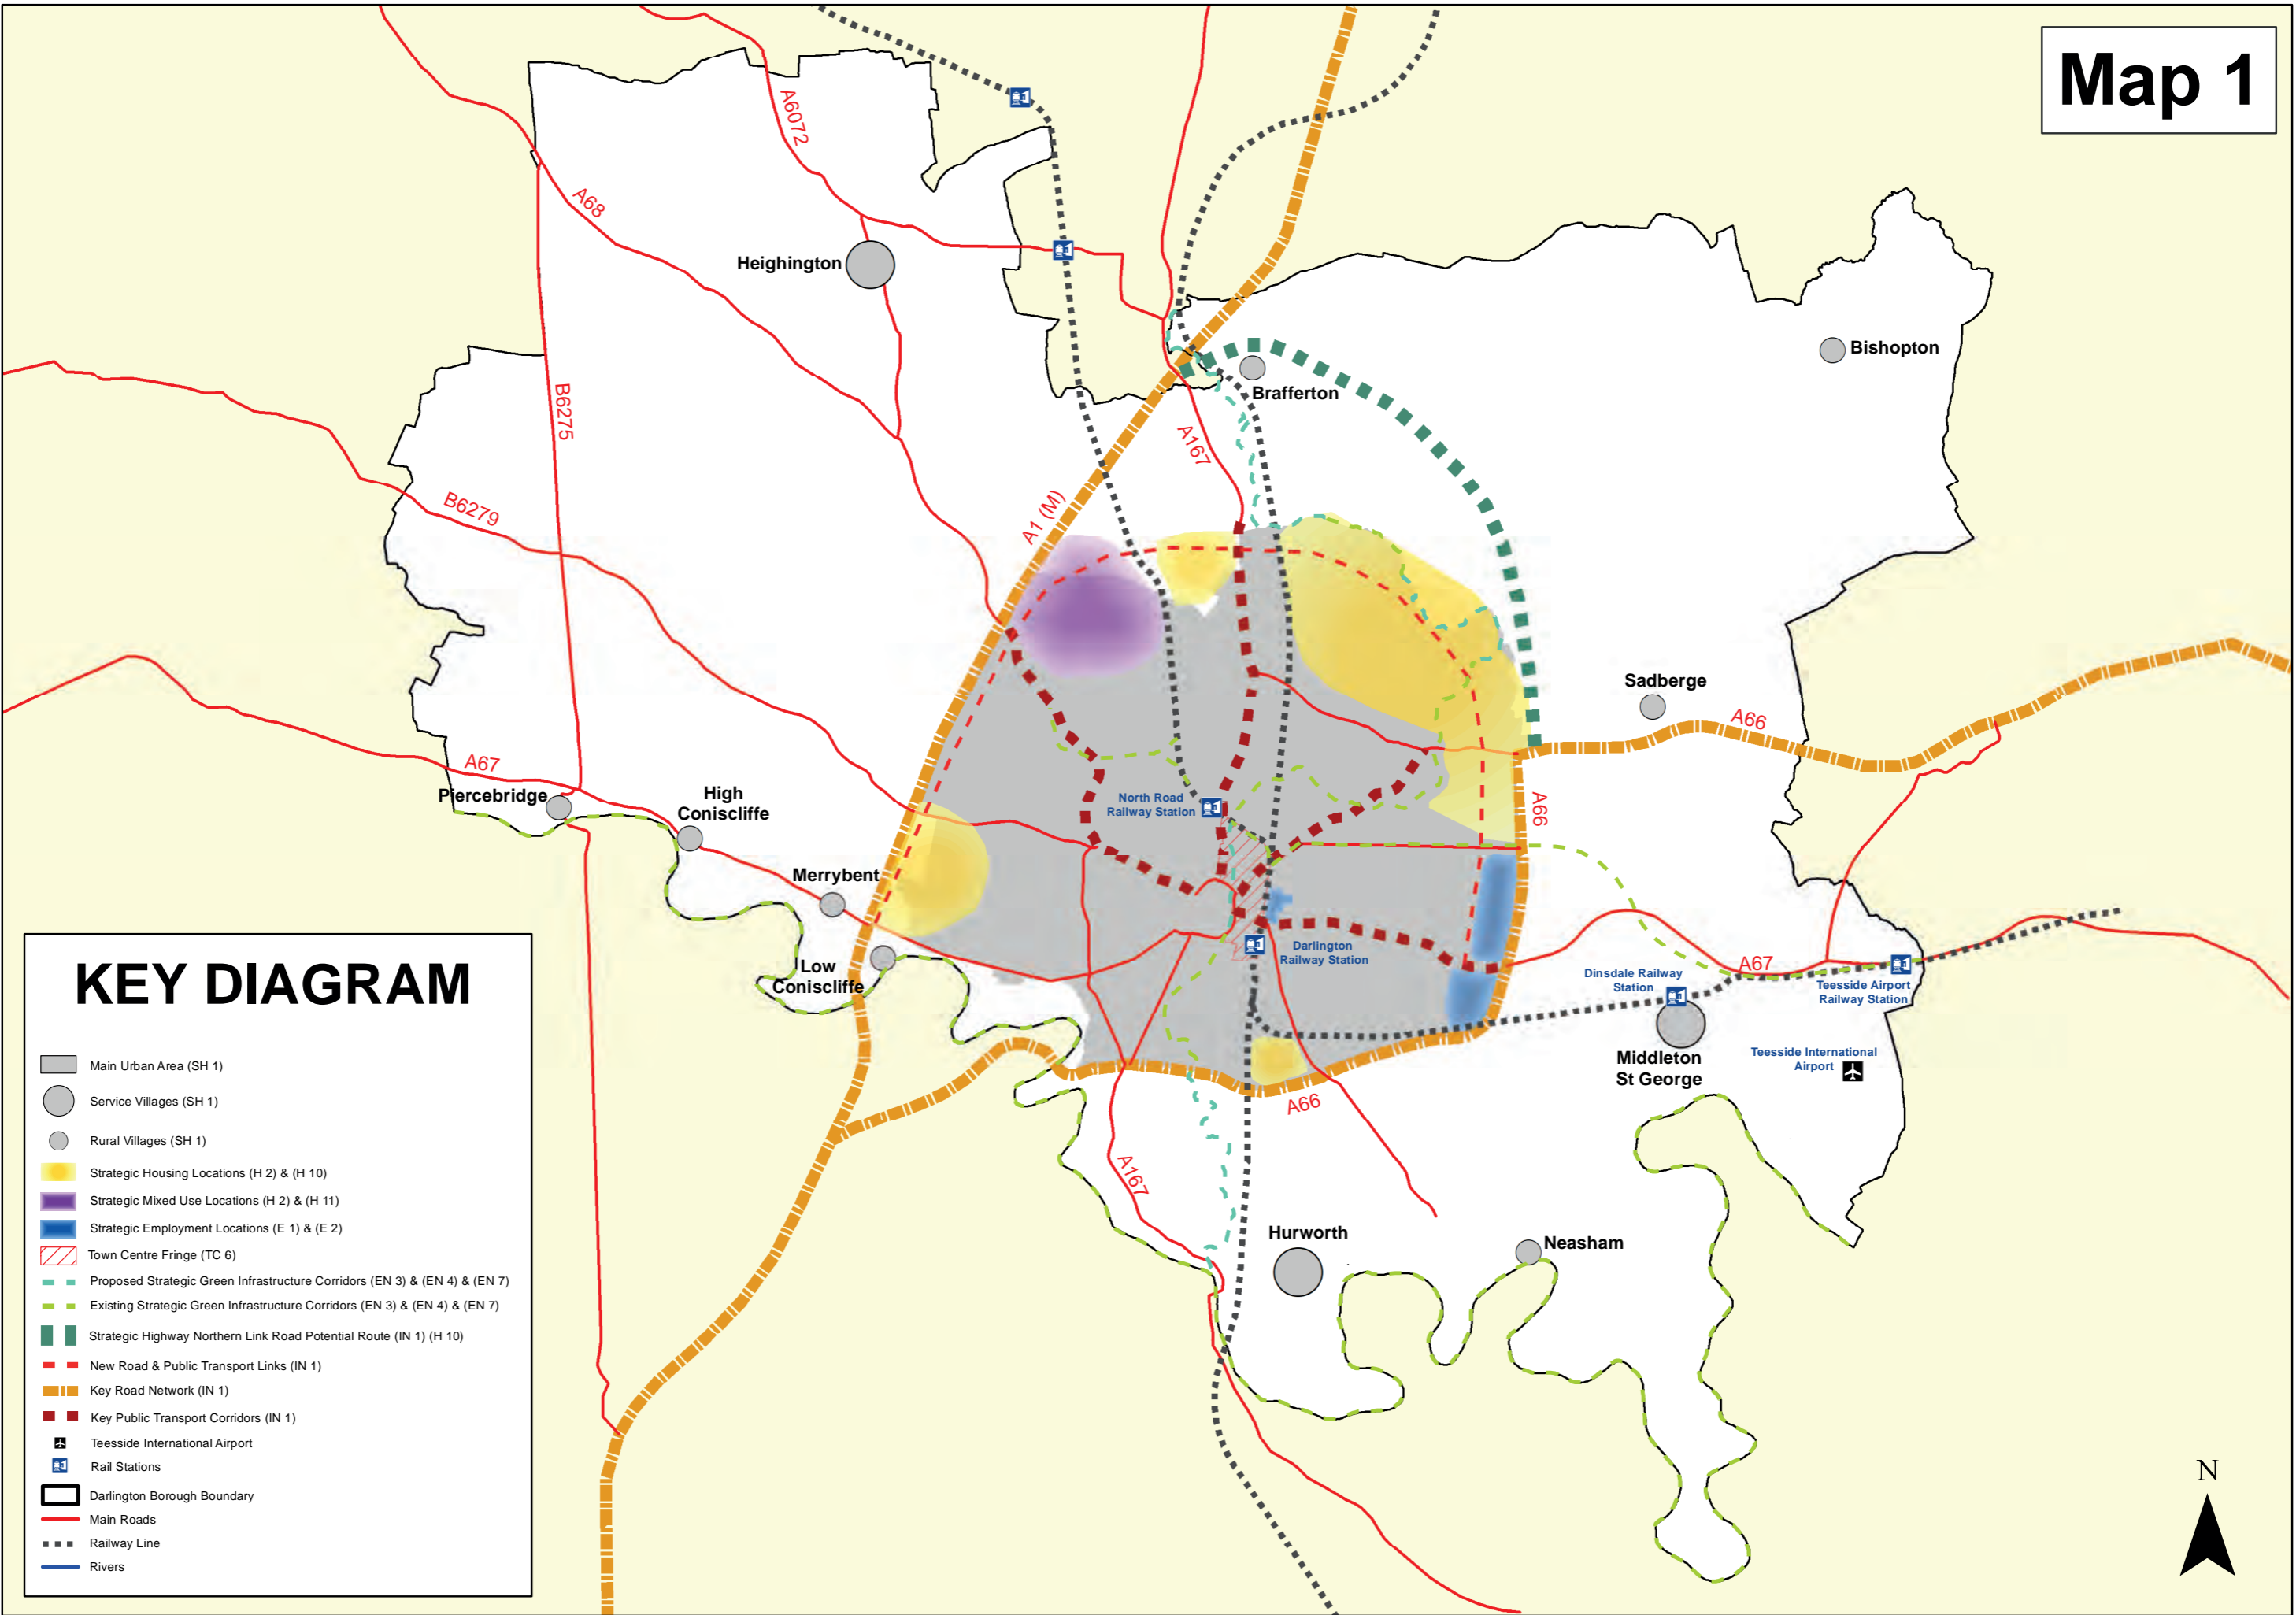 Map 1
A6072
A68
Heighington
Bishopton
Brafferton
B6275
A167
B6279
A1 (M)
Sadberge
A66
A67
Piercebridge
High
Coniscliffe
North Road
Railway Station
A66
Merrybent
Low
Coniscliffe
Darlington
Railway Station
Dinsdale Railway
Station
A67
Teesside Airport
Railway Station
Middleton
St George
Teesside International
Airport
A66
A167
Hurworth
Neasham
N
KEY DIAGRAM
Main Urban Area (SH 1)
Service Villages (SH 1)
Rural Villages (SH 1)
Strategic Housing Locations (H 2) & (H 10)
Strategic Mixed Use Locations (H 2) & (H 11)
Strategic Employment Locations (E 1) & (E 2)
Town Centre Fringe (TC 6)
Proposed Strategic Green Infrastructure Corridors (EN 3) & (EN 4) & (EN 7)
Existing Strategic Green Infrastructure Corridors (EN 3) & (EN 4) & (EN 7)
Strategic Highway Northern Link Road Potential Route (IN 1) (H 10)
New Road & Public Transport Links (IN 1)
Key Road Network (IN 1)
Key Public Transport Corridors (IN 1)
Teesside International Airport
Rail Stations
Darlington Borough Boundary
Main Roads
Railway Line
Rivers